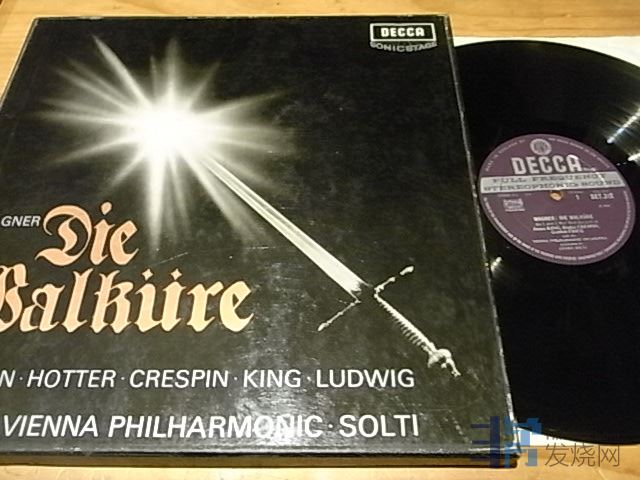 DECCA
SONICSTAGE
GNER
Die
Walküre
N · HOTTER · CRESPIN · KING · LUDWIG
VIENNA PHILHARMONIC · SOLTI
DECCA
FULL FREQUENCY
STEREOPHONIC SOUND
SET.312
1
WAGNER: DIE WALKÜRE
发烧网